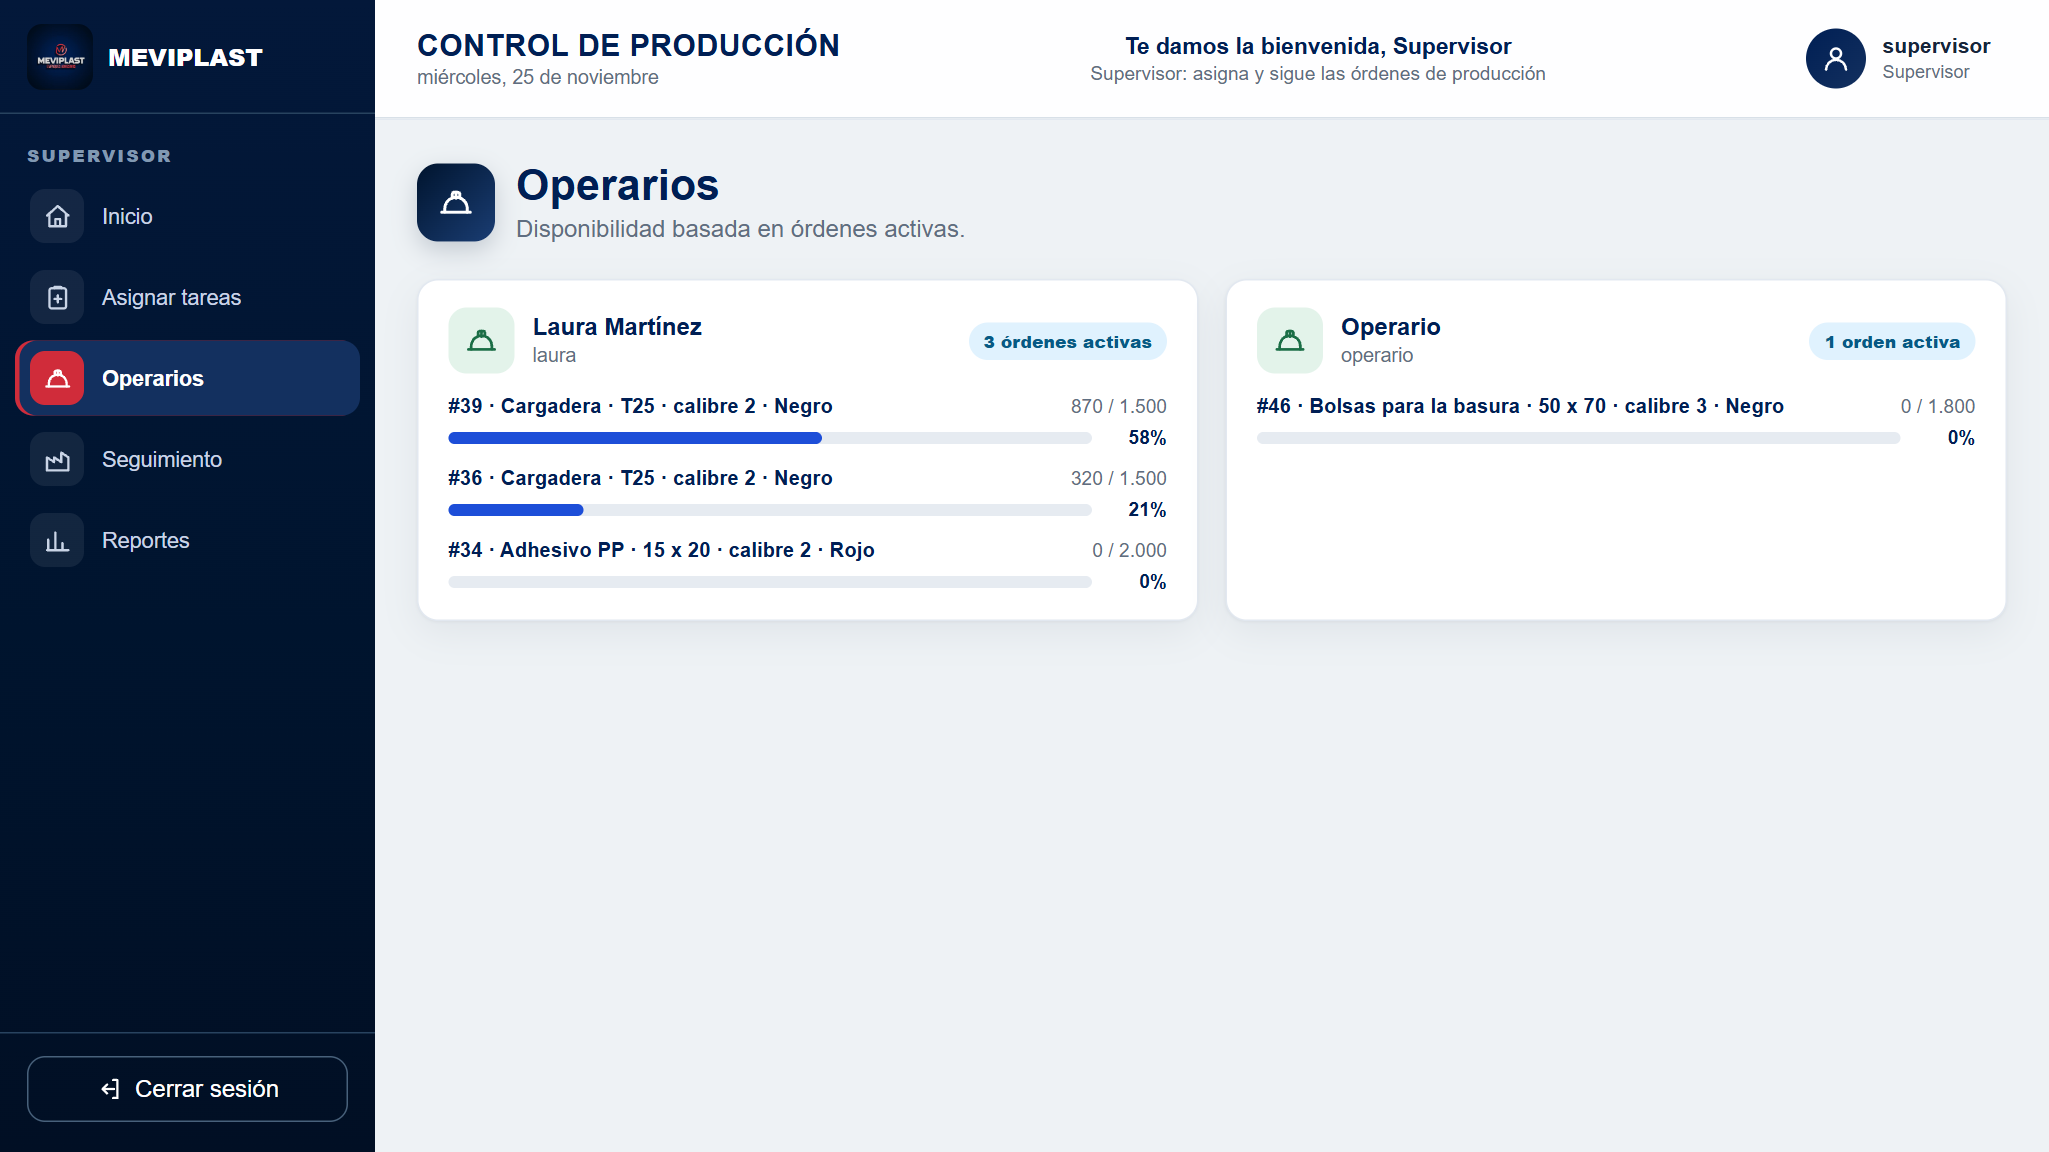 MEVIPLAST
MEVIPLAST
SUPERVISOR
Inicio
Asignar tareas
Operarios
Seguimiento
Reportes
Cerrar sesión
CONTROL DE PRODUCCIÓN
miércoles, 25 de noviembre
Te damos la bienvenida, Supervisor
Supervisor: asigna y sigue las órdenes de producción
supervisor
Supervisor
Operarios
Disponibilidad basada en órdenes activas.
Laura Martínez
laura
3 órdenes activas
#39 · Cargadera · T25 · calibre 2 · Negro 870 / 1.500
58%
#36 · Cargadera · T25 · calibre 2 · Negro 320 / 1.500
21%
#34 · Adhesivo PP · 15 x 20 · calibre 2 · Rojo 0 / 2.000
0%
Operario
operario
1 orden activa
#46 · Bolsas para la basura · 50 x 70 · calibre 3 · Negro 0 / 1.800
0%